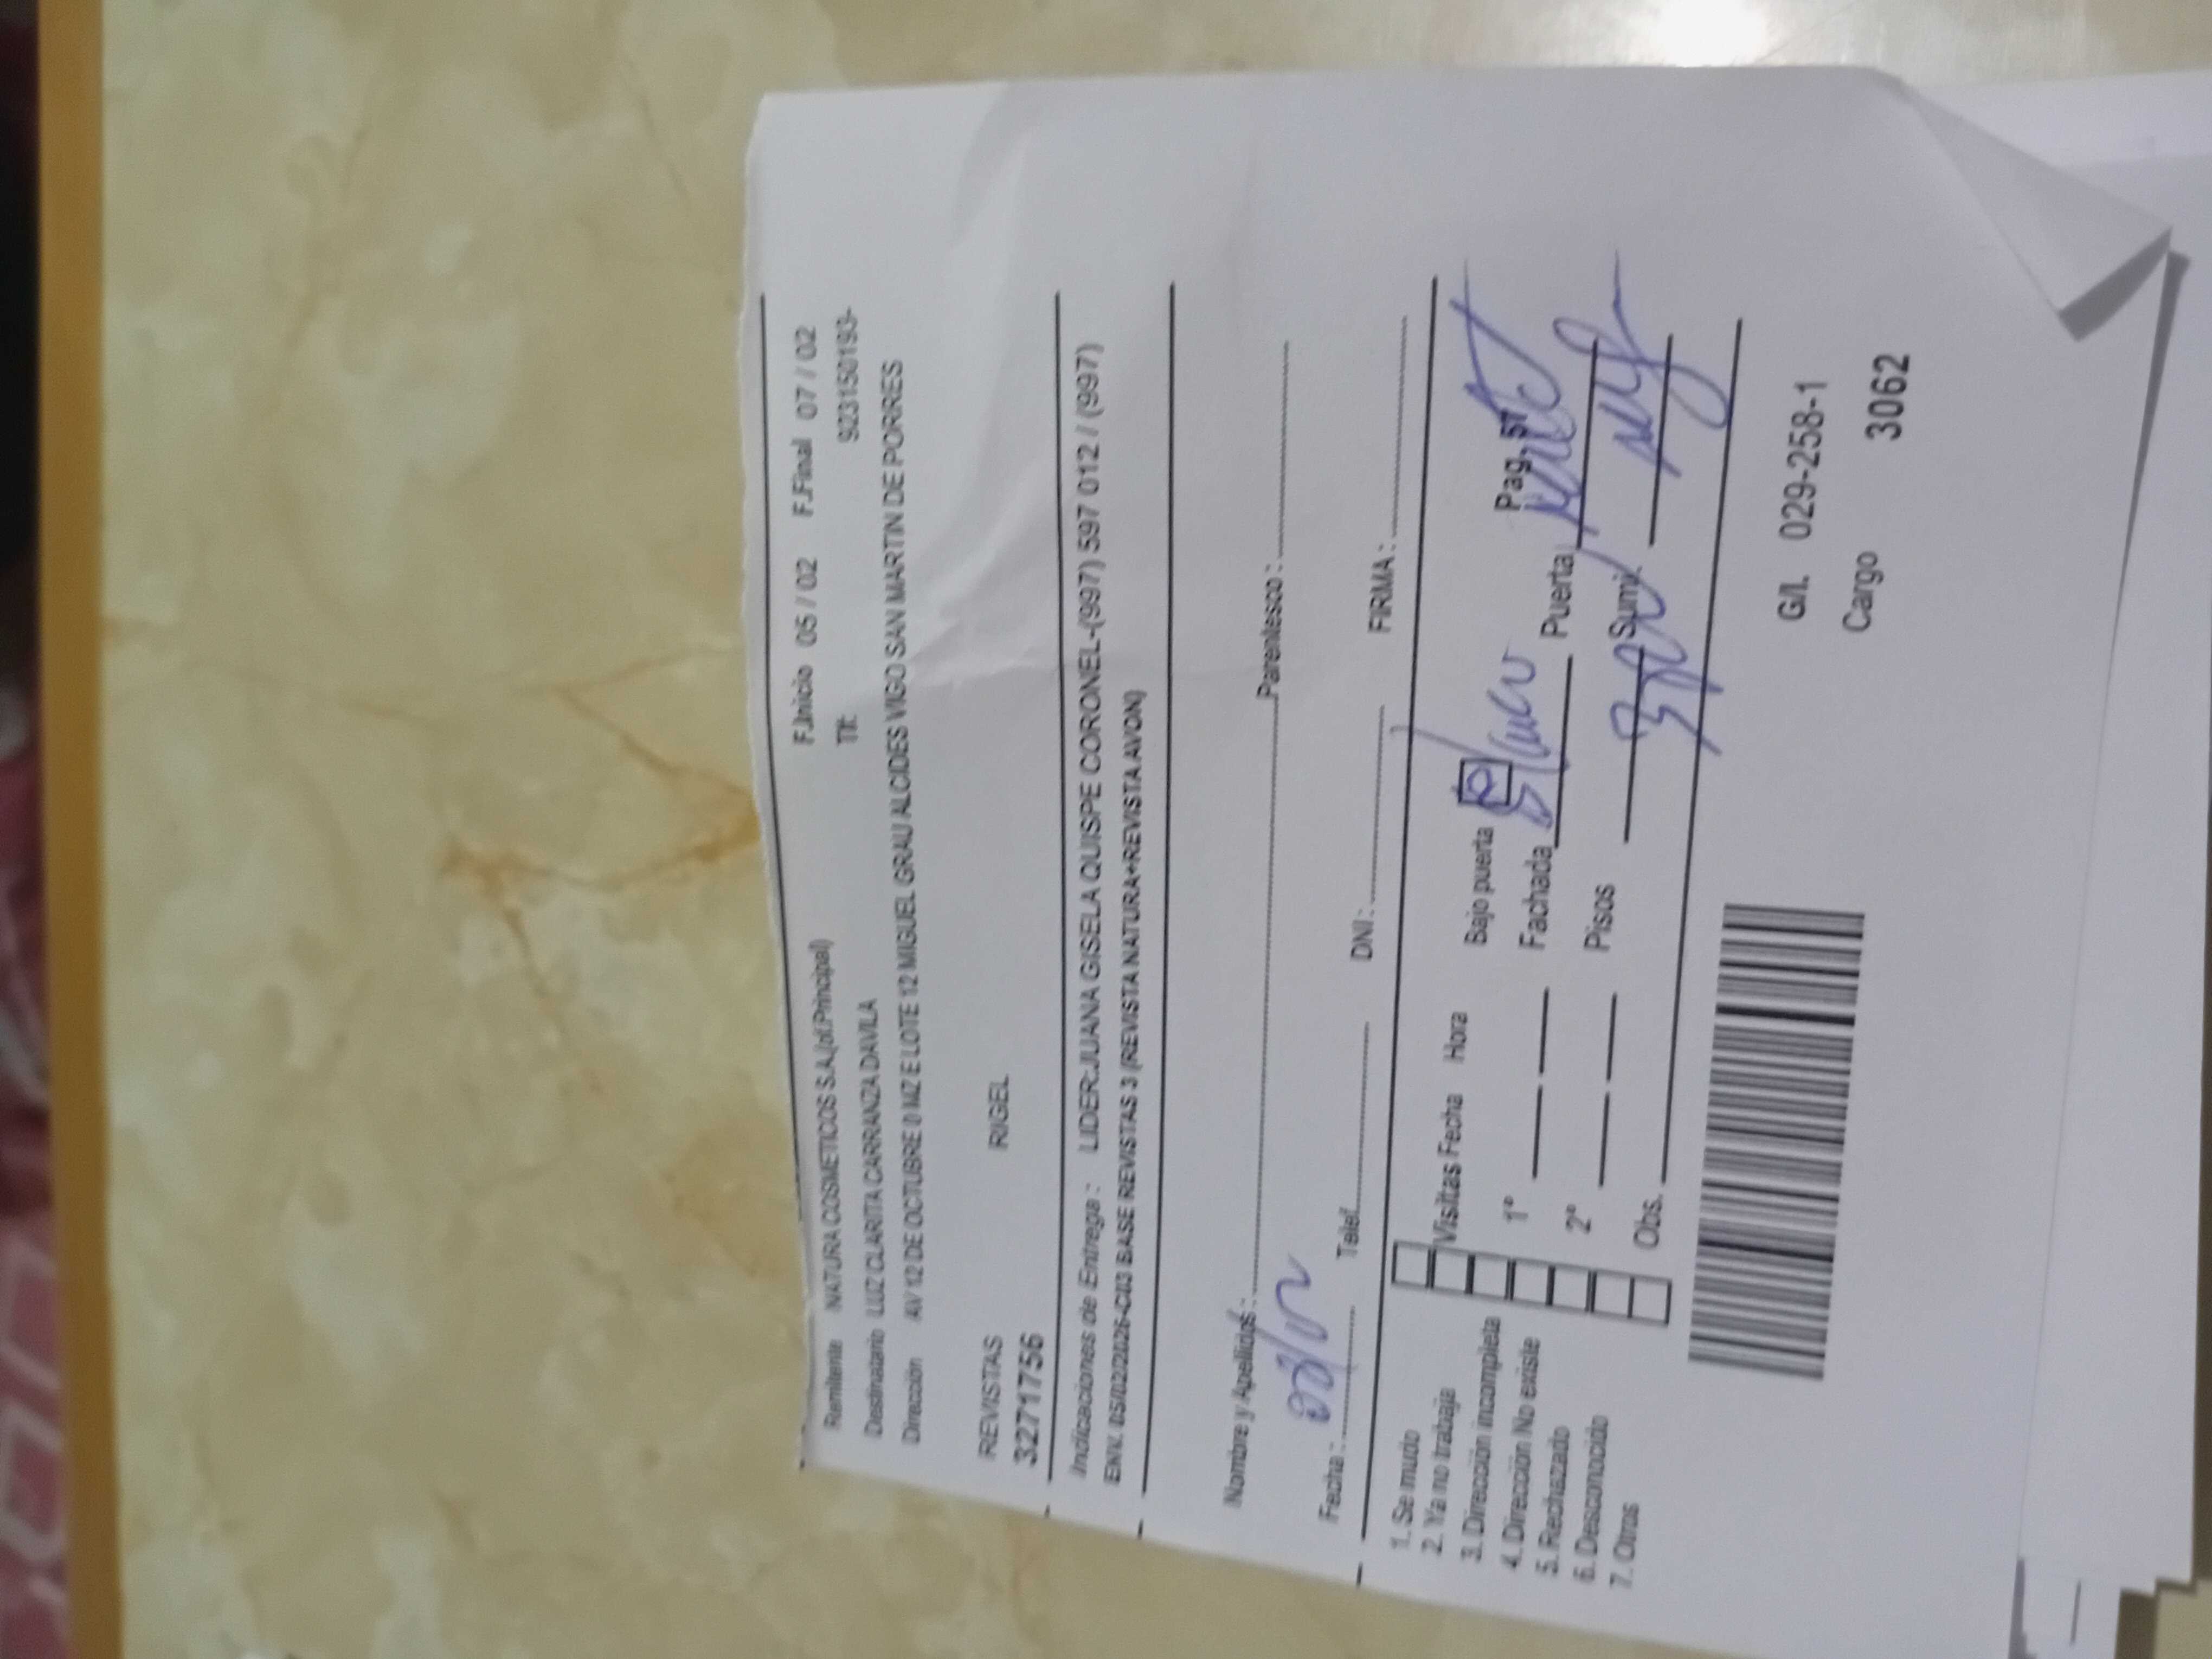 F.Inicio 05 / 02 F.Final 07 / 02
Remitente NATURA COSMETICOS S.A.(of.Principal) Tlf. 923150193-
Destinatario LUZ CLARITA CARRANZA DAVILA
Dirección AV 12 DE OCTUBRE () MZ E LOTE 12 MIGUEL GRAU ALCIDES VIGO SAN MARTIN DE PORRES
REVISTAS RIGEL
3271756
Indicaciones de Entrega : LIDER:JUANA GISELA QUISPE CORONEL-(997) 597 012 / (997)
ENV. 05/02/2026-C03 BASE REVISTAS 3 (REVISTA NATURA+REVISTA AVON)
Nombre y Apellidos : Parentesco :
Fecha : Telef. DNI : FIRMA :
1. Se mudo
2. Ya no trabaja Visitas Fecha Hora Bajo puerta Pag. 57
3. Dirección incompleta
4. Dirección No existe 1° Fachada Puerta
5. Rechazado
6. Desconocido 2° Pisos Sumi.
7. Otros
Obs.
G/I. 029-258-1
Cargo 3062